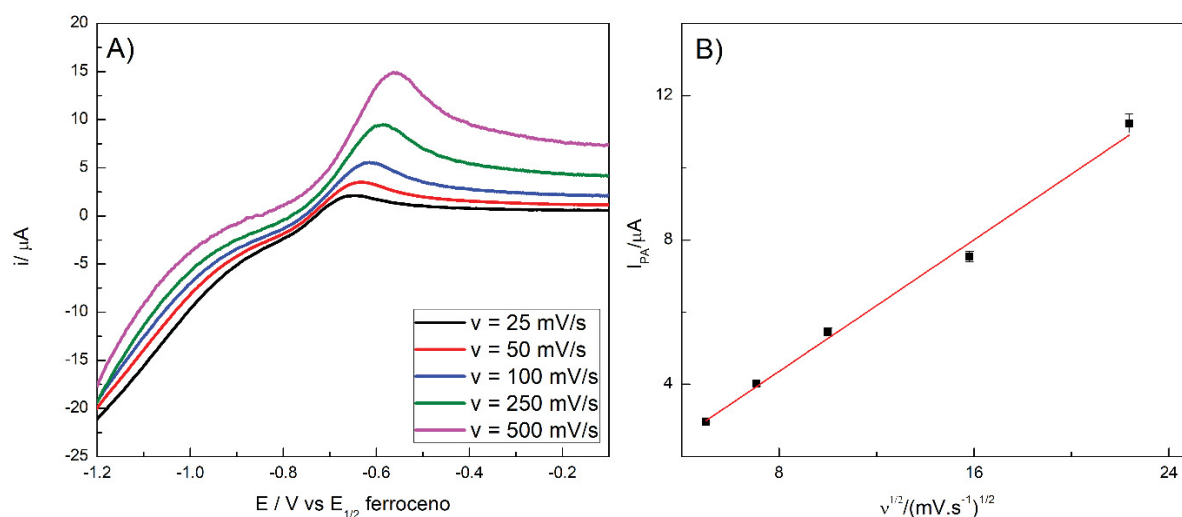 A)
20
15
10
5
0
-5
-10
-15
-20
-25
i/ μA
-1.2
-1.0
-0.8
-0.6
-0.4
-0.2
E / V vs E1/2 ferroceno
v = 25 mV/s
v = 50 mV/s
v = 100 mV/s
v = 250 mV/s
v = 500 mV/s
B)
12
8
4
IPA/μA
8
16
24
ν1/2/(mV.s-1)1/2